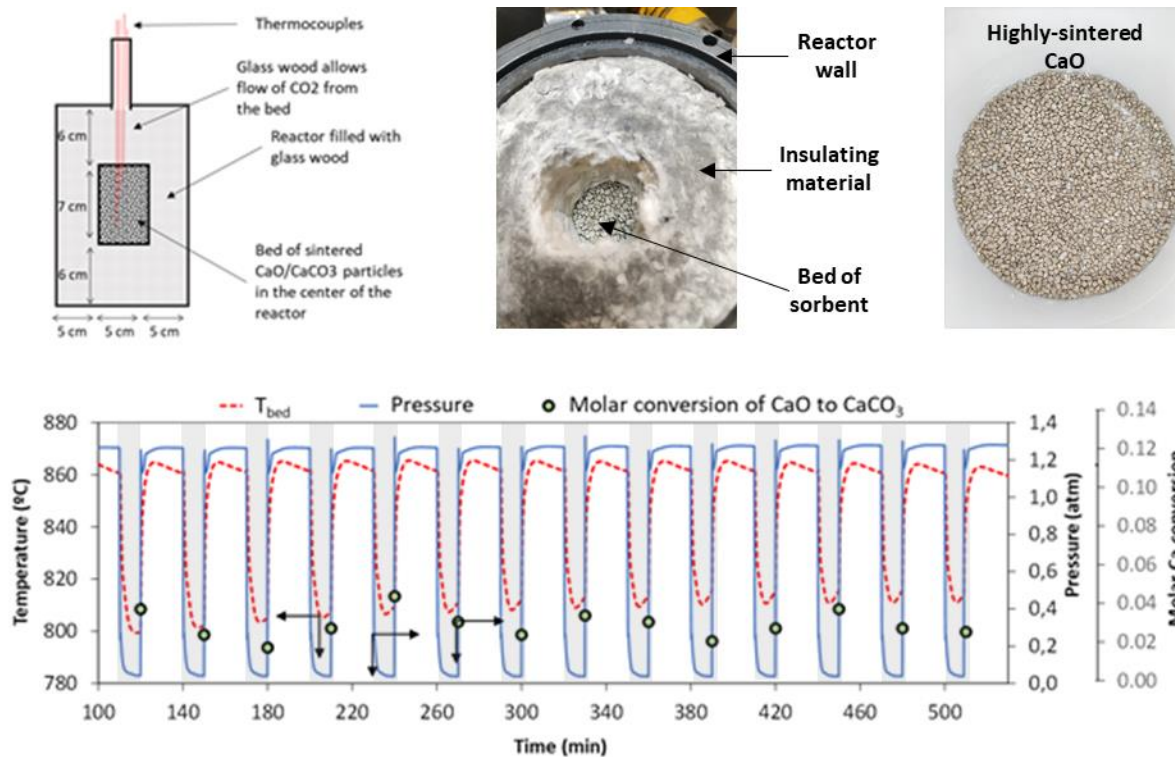 Thermocouples
Glass wood allows
flow of CO2 from
the bed
Reactor filled with
glass wood
Bed of sintered
CaO/CaCO3 particles
in the center of the
reactor
6 cm
7 cm
6 cm
5 cm 5 cm 5 cm
Reactor
wall
Insulating
material
Bed of
sorbent
Highly-sintered
CaO
T bed
Pressure
Molar conversion of CaO to CaCO3
Temperature (ºC)
880
860
840
820
800
780
100 140 180 220 260 300 340 380 420 460 500
Time (min)
1,4
1,2
1,0
0,8
0,6
0,4
0,2
0,0
Pressure (atm)
0.14
0.12
0.10
0.08
0.06
0.04
0.02
0.00
Molar Ca conversion